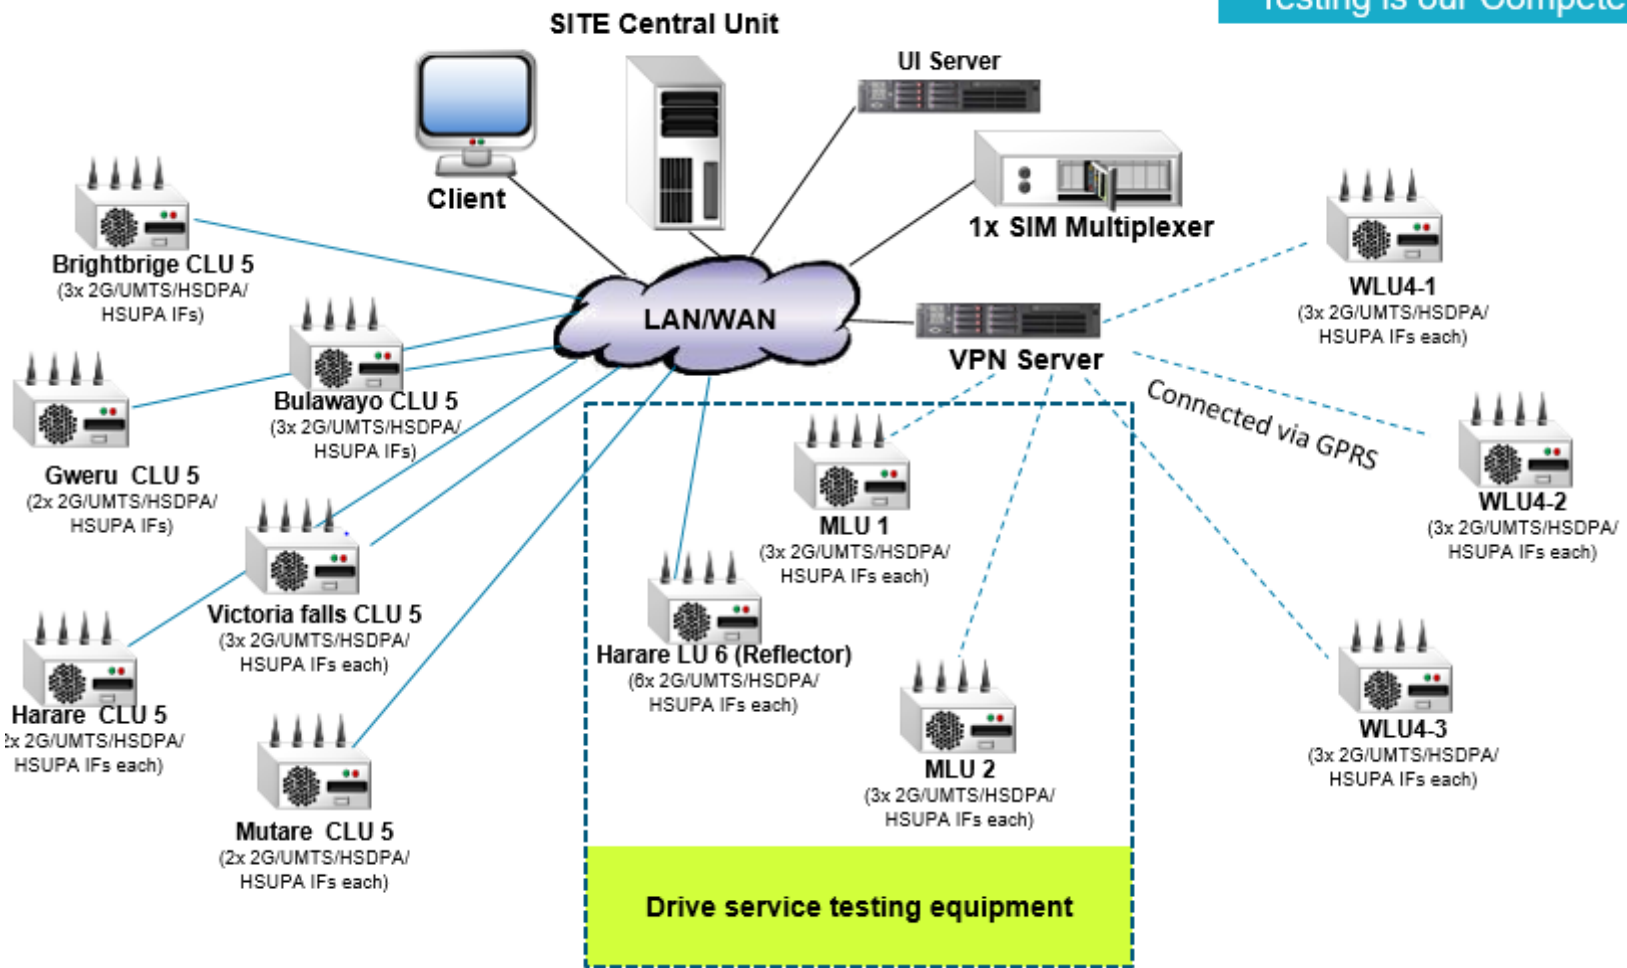 Testing is our Compete
SITE Central Unit
UI Server
Client
1x SIM Multiplexer
Brightbrige CLU 5
(3x 2G/UMTS/HSDPA/
HSUPA IFs)
LAN/WAN
VPN Server
WLU4-1
(3x 2G/UMTS/HSDPA/
HSUPA IFs each)
Bulawayo CLU 5
(3x 2G/UMTS/HSDPA/
HSUPA IFs)
Connected via GPRS
Gweru CLU 5
(2x 2G/UMTS/HSDPA/
HSUPA IFs)
WLU4-2
(3x 2G/UMTS/HSDPA/
HSUPA IFs each)
MLU 1
(3x 2G/UMTS/HSDPA/
HSUPA IFs each)
Victoria falls CLU 5
(3x 2G/UMTS/HSDPA/
HSUPA IFs each)
Harare LU 6 (Reflector)
(6x 2G/UMTS/HSDPA/
HSUPA IFs each)
Harare CLU 5
2x 2G/UMTS/HSDPA/
HSUPA IFs each)
WLU4-3
(3x 2G/UMTS/HSDPA/
HSUPA IFs each)
MLU 2
(3x 2G/UMTS/HSDPA/
HSUPA IFs each)
Mutare CLU 5
(2x 2G/UMTS/HSDPA/
HSUPA IFs each)
Drive service testing equipment